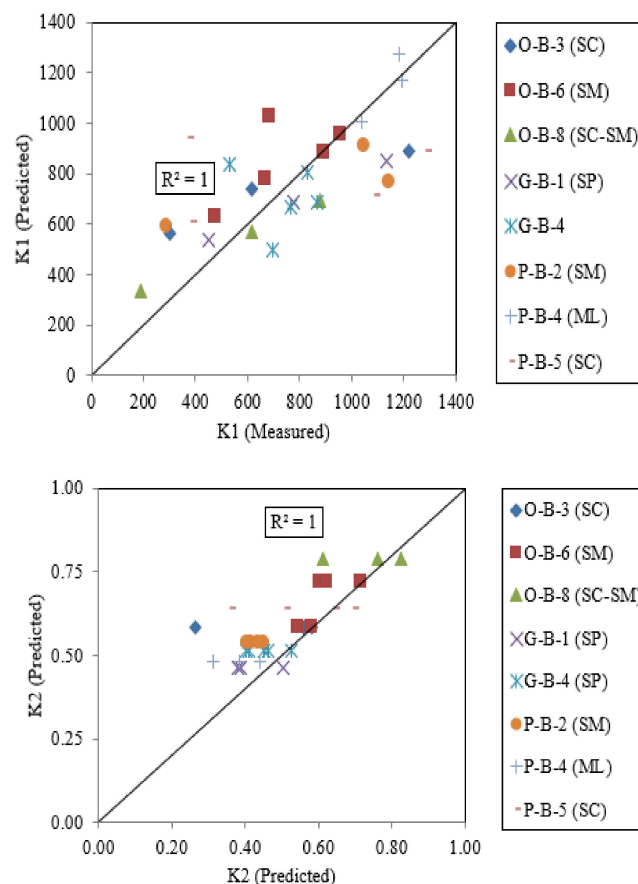 1400
1200
1000
800
600
400
200
0
K1 (Predicted)
R² = 1
0 200 400 600 800 1000 1200 1400
K1 (Measured)
O-B-3 (SC)
O-B-6 (SM)
O-B-8 (SC-SM)
G-B-1 (SP)
G-B-4
P-B-2 (SM)
P-B-4 (ML)
P-B-5 (SC)
1.00
0.75
0.50
0.25
0.00
K2 (Predicted)
R² = 1
0.00 0.20 0.40 0.60 0.80 1.00
K2 (Predicted)
O-B-3 (SC)
O-B-6 (SM)
O-B-8 (SC-SM)
G-B-1 (SP)
G-B-4 (SP)
P-B-2 (SM)
P-B-4 (ML)
P-B-5 (SC)